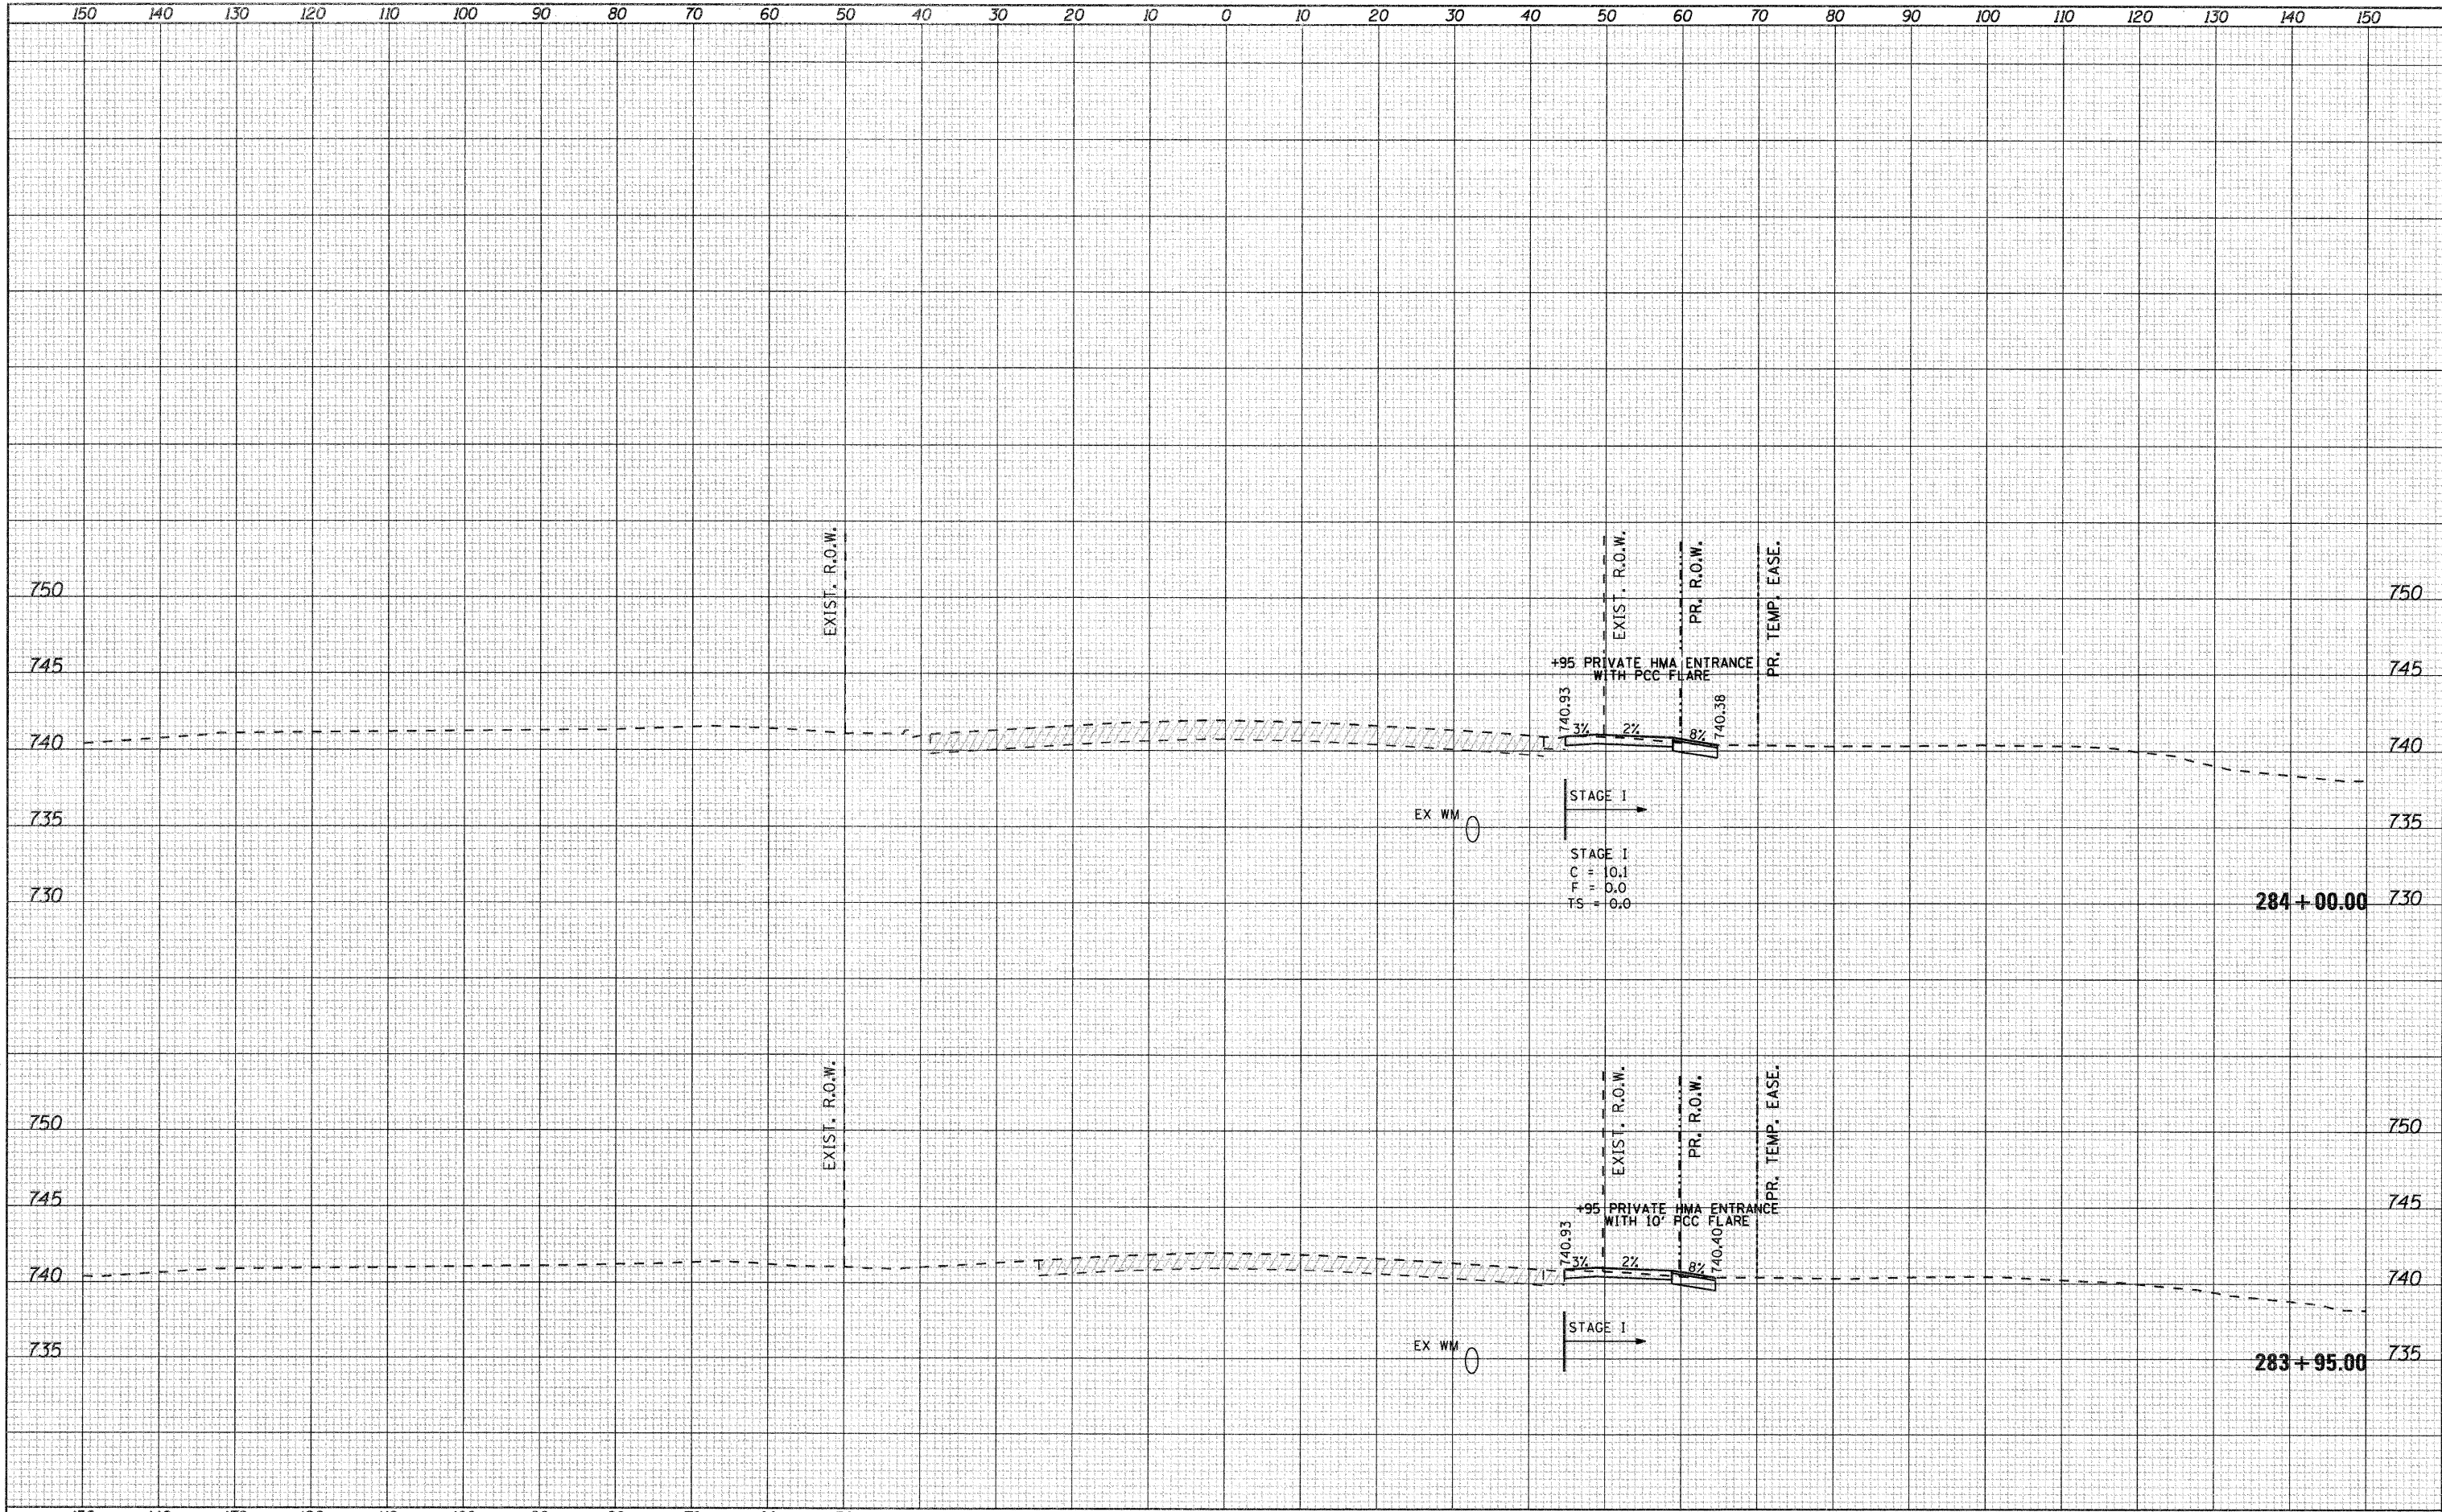 150 140 130 120 110 100 90 80 70 60 50 40 30 20 10 0 10 20 30 40 50 60 70 80 90 100 110 120 130 140 150
EXIST. R.O.W.
EXIST. R.O.W.
PR. R.O.W.
PR. TEMP. EASE.
750 750
745 745
+95 PRIVATE HMA ENTRANCE
WITH PCC FLARE
740.93
740.38
3% 2% 8%
740 740
STAGE I
EX WM
735 735
STAGE I
C = 10.1
F = 0.0
TS = 0.0
730 284+00.00 730
EXIST. R.O.W.
EXIST. R.O.W.
PR. R.O.W.
PR. TEMP. EASE.
750 750
745 745
+95 PRIVATE HMA ENTRANCE
WITH 10' PCC FLARE
740.93
740.40
3% 2% 8%
740 740
STAGE I
EX WM
735 283+95.00 735